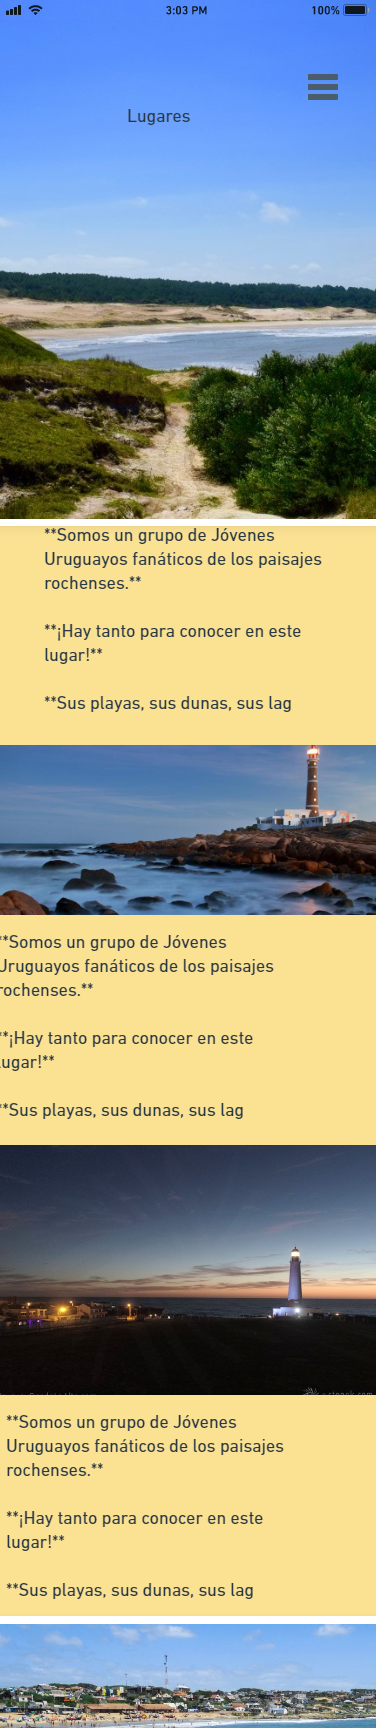 3:03 PM
100%
Lugares
**Somos un grupo de Jóvenes
Uruguayos fanáticos de los paisajes
rochenses.**
**¡Hay tanto para conocer en este
lugar!**
**Sus playas, sus dunas, sus lag
**Somos un grupo de Jóvenes
Uruguayos fanáticos de los paisajes
rochenses.**
**¡Hay tanto para conocer en este
lugar!**
**Sus playas, sus dunas, sus lag
**Somos un grupo de Jóvenes
Uruguayos fanáticos de los paisajes
rochenses.**
**¡Hay tanto para conocer en este
lugar!**
**Sus playas, sus dunas, sus lag